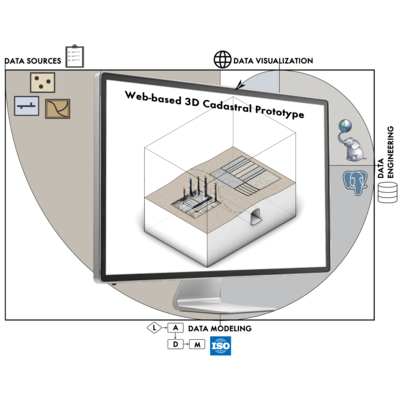 DATA SOURCES
DATA VISUALIZATION
Web-based 3D Cadastral Prototype
DATA
ENGINEERING
L
A
DATA MODELING
D
M
ISO